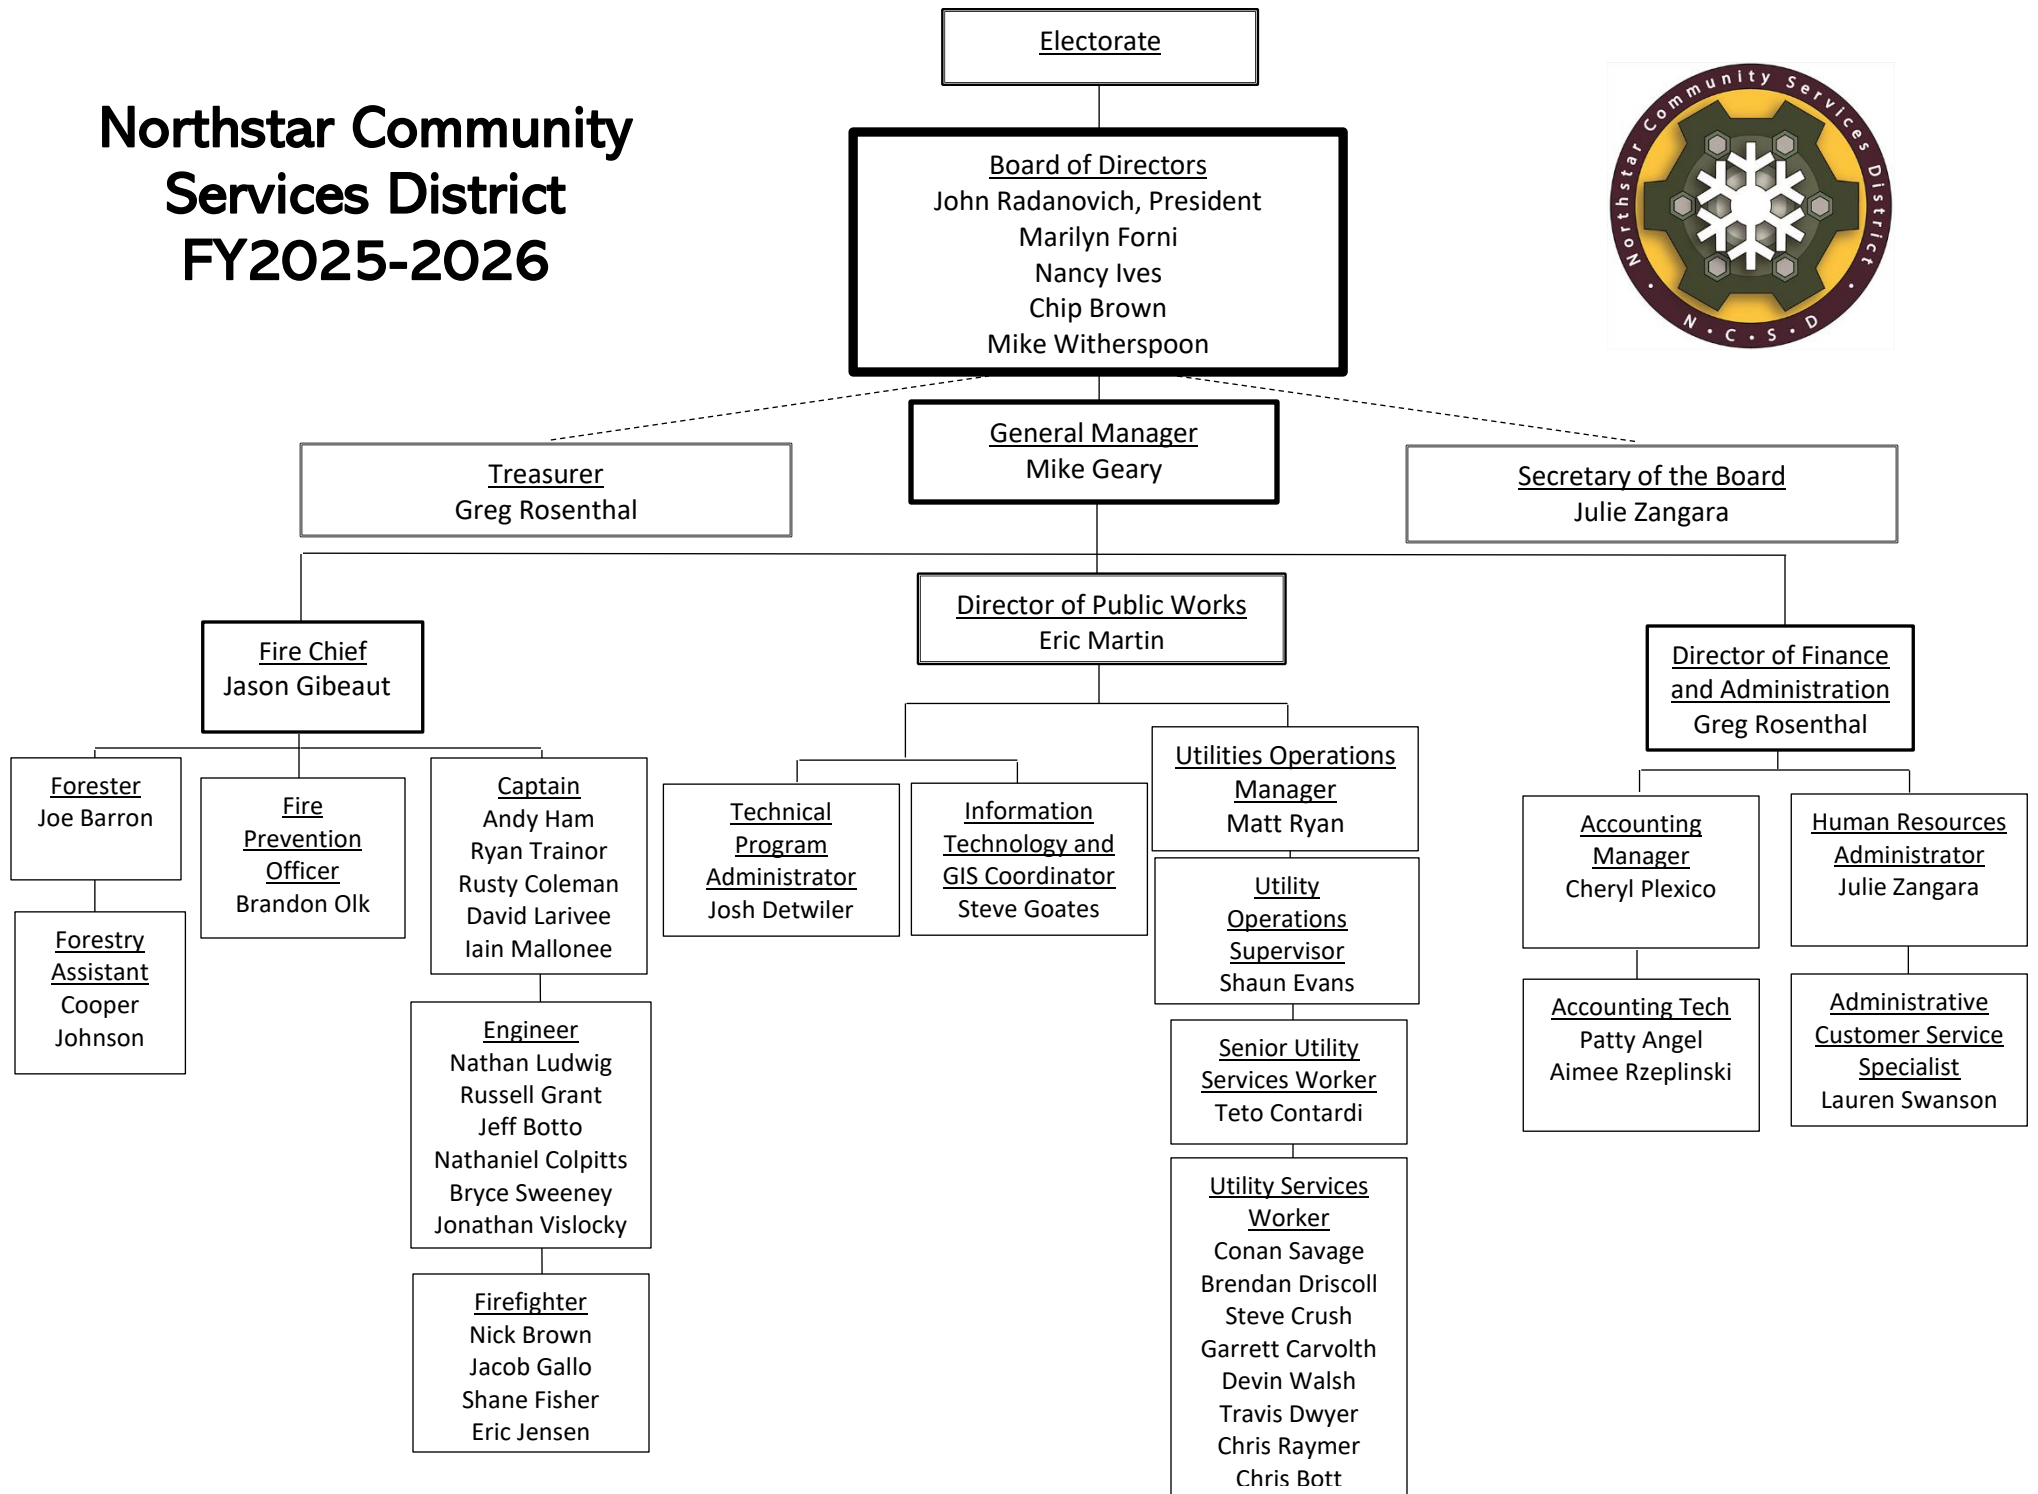 Northstar Community
Services District
FY2025-2026
Electorate
Northstar Community Services District
N • C • S • D
Board of Directors
John Radanovich, President
Marilyn Forni
Nancy Ives
Chip Brown
Mike Witherspoon
Treasurer
Greg Rosenthal
General Manager
Mike Geary
Secretary of the Board
Julie Zangara
Fire Chief
Jason Gibeaut
Director of Public Works
Eric Martin
Director of Finance
and Administration
Greg Rosenthal
Forester
Joe Barron
Forestry
Assistant
Cooper
Johnson
Fire
Prevention
Officer
Brandon Olk
Captain
Andy Ham
Ryan Trainor
Rusty Coleman
David Larivee
Iain Mallonee
Engineer
Nathan Ludwig
Russell Grant
Jeff Botto
Nathaniel Colpitts
Bryce Sweeney
Jonathan Vislocky
Firefighter
Nick Brown
Jacob Gallo
Shane Fisher
Eric Jensen
Technical
Program
Administrator
Josh Detwiler
Information
Technology and
GIS Coordinator
Steve Goates
Utilities Operations
Manager
Matt Ryan
Utility
Operations
Supervisor
Shaun Evans
Senior Utility
Services Worker
Teto Contardi
Utility Services
Worker
Conan Savage
Brendan Driscoll
Steve Crush
Garrett Carvolth
Devin Walsh
Travis Dwyer
Chris Raymer
Chris Bott
Accounting
Manager
Cheryl Plexico
Accounting Tech
Patty Angel
Aimee Rzeplinski
Human Resources
Administrator
Julie Zangara
Administrative
Customer Service
Specialist
Lauren Swanson